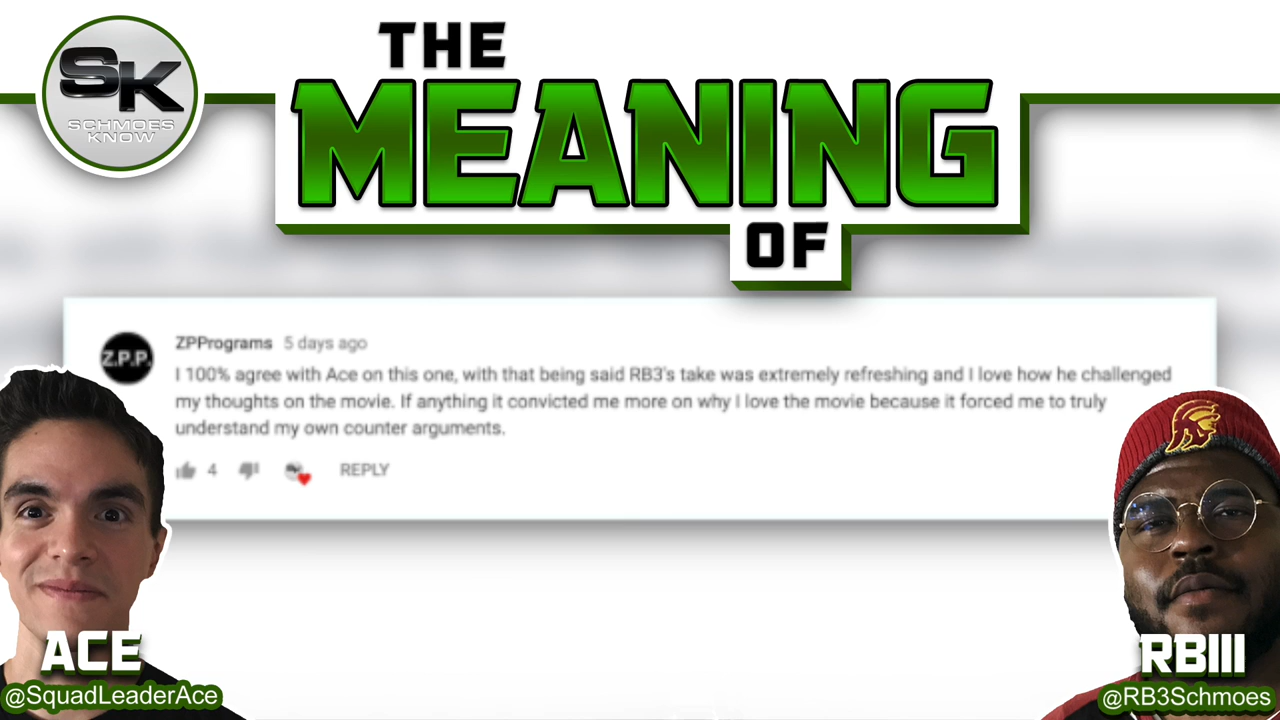 THE
MEANING
OF
SK
SCHMOES
KNOW
Z.P.P.
ZPPrograms 5 days ago
I 100% agree with Ace on this one, with that being said RB3's take was extremely refreshing and I love how he challenged
my thoughts on the movie. If anything it convicted me more on why I love the movie because it forced me to truly
understand my own counter arguments.
4 REPLY
ACE
@SquadLeaderAce
RBIII
@RB3Schmoes